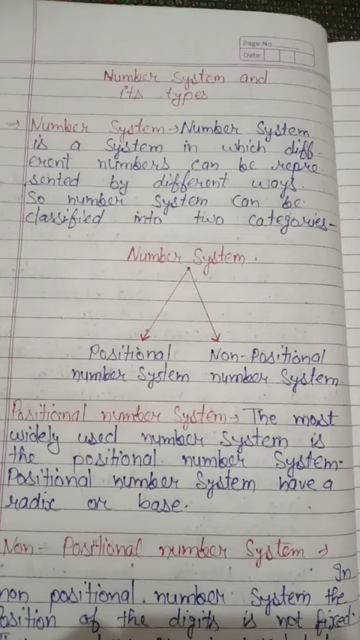 Page No.
Date
Number System and
its types
→ Number System → Number System
is a System in which diff
erent numbers can be repre
sented by different ways.
So number System can be
classified into two categories-
Number System.
Positional Non-Positional
number System number System
Positional number System → The most
widely used number System is
the positional number System.
Positional number System have a
radix or base.
Non- Positional number System →
In
non positional number System the
position of the digits is not fixed.